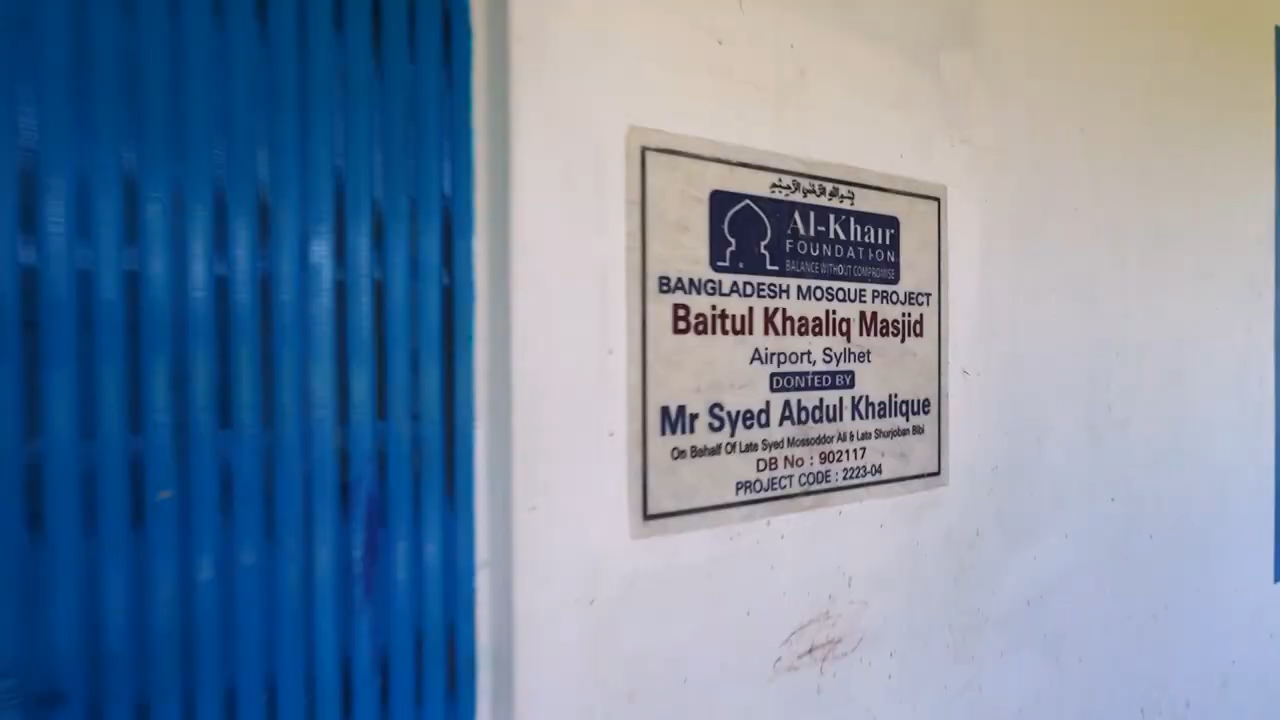 بسم الله الرحمن الرحيم
Al-Khair
FOUNDATION
BALANCE WITHOUT COMPROMISE
BANGLADESH MOSQUE PROJECT
Baitul Khaaliq Masjid
Airport, Sylhet
DONTED BY
Mr Syed Abdul Khalique
On Behalf Of Late Syed Mossoddor Ali & Late Shurjoban Bibi
DB No : 902117
PROJECT CODE : 2223-04